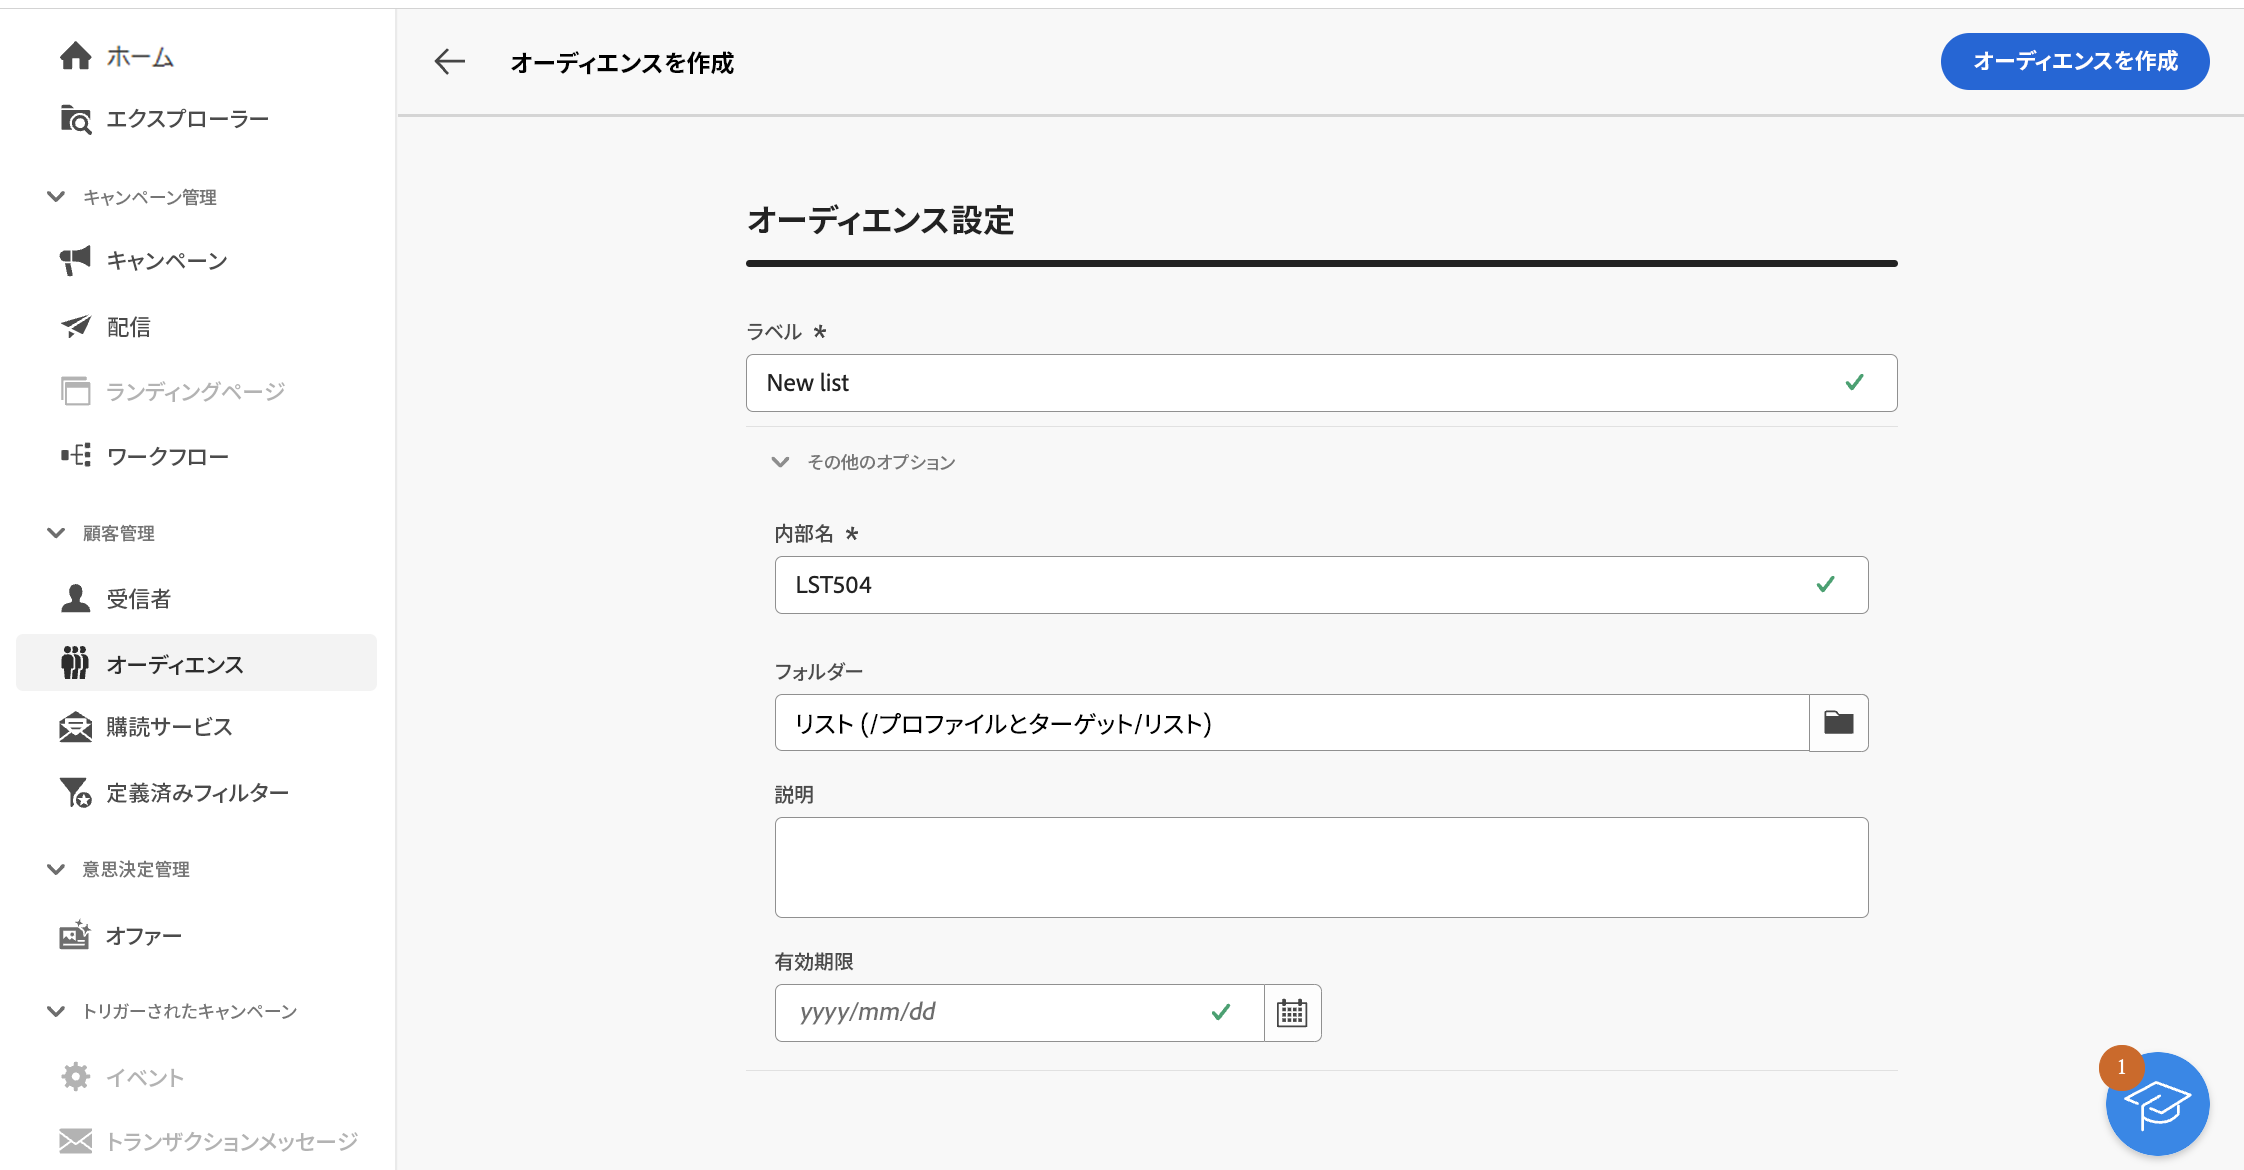 ホーム
エクスプローラー
キャンペーン管理
キャンペーン
配信
ランディングページ
ワークフロー
顧客管理
受信者
オーディエンス
購読サービス
定義済みフィルター
意思決定管理
オファー
トリガーされたキャンペーン
イベント
トランザクションメッセージ
オーディエンスを作成
オーディエンスを作成
オーディエンス設定
ラベル *
New list
その他のオプション
内部名 *
LST504
フォルダー
リスト (/プロファイルとターゲット/リスト)
説明
有効期限
yyyy/mm/dd
1